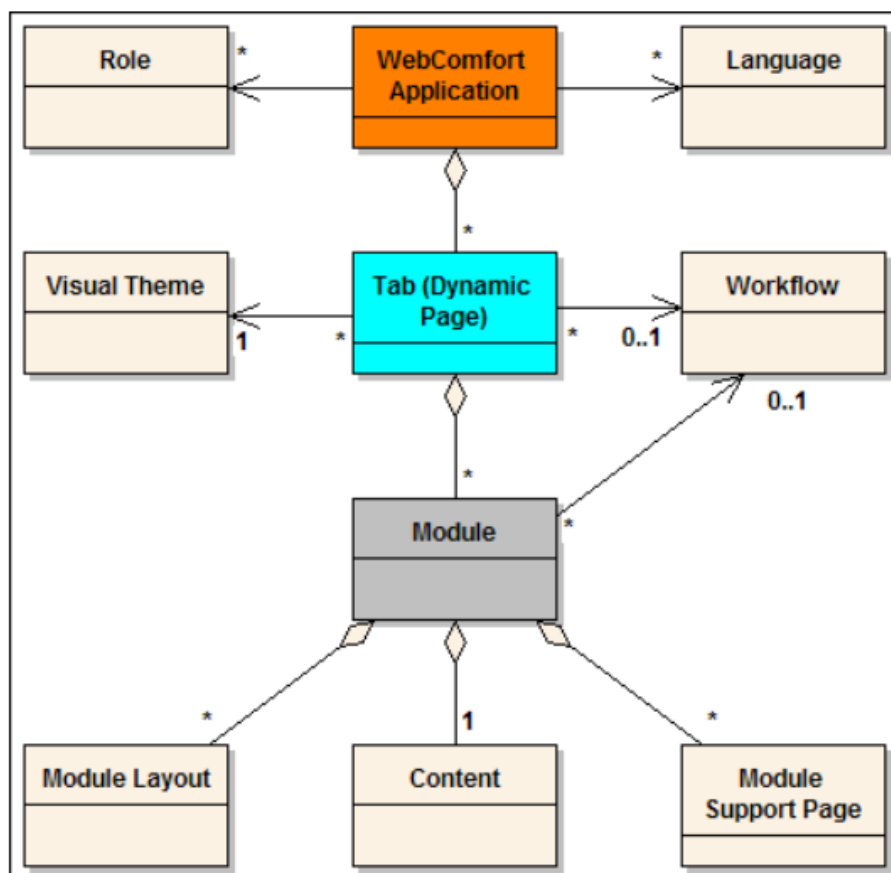 Role
*
WebComfort
Application
*
Language
*
Visual Theme
1
*
Tab (Dynamic
Page)
*
0..1
Workflow
0..1
*
Module
*
*
1
*
Module Layout
Content
Module
Support Page